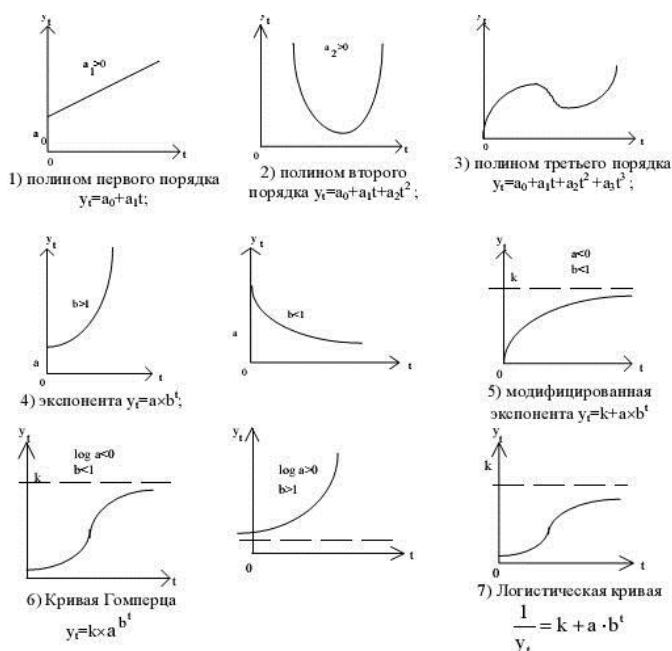 y_t
a_1>0
a_0
0
t
1) полином первого порядка
y_t=a_0+a_1t;
y_t
a_2>0
0
t
2) полином второго
порядка y_t=a_0+a_1t+a_2t^2 ;
y_t
0
t
3) полином третьего порядка
y_t=a_0+a_1t+a_2t^2 +a_3t^3 ;
y_t
b>1
a
0
t
4) экспонента y_t=a×b^t;
y_t
b<1
a
0
t
y_t
a<0
b<1
k
0
t
5) модифицированная
экспонента y_t=k+a×b^t
y_t
log a<0
b<1
k
0
t
6) Кривая Гомперца
y_t=k×a^b^t
y_t
log a>0
b>1
0
t
y_t
k
0
t
7) Логистическая кривая
1/y_t = k + a · b^t